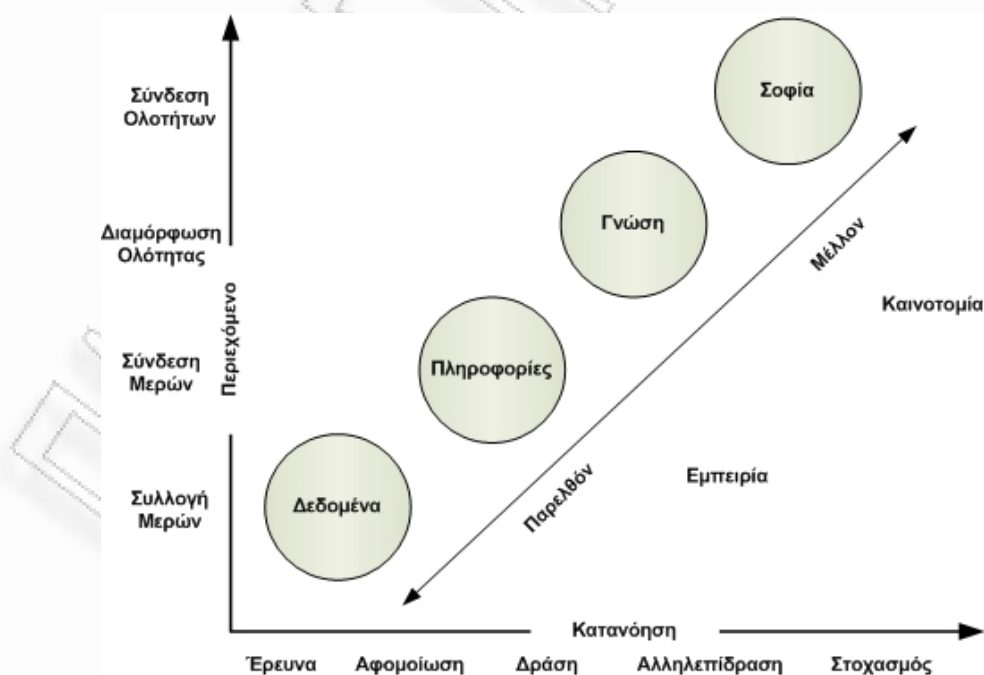 Σύνδεση
Ολοτήτων
Σοφία
Διαμόρφωση
Ολότητας
Γνώση
Μέλλον
Καινοτομία
Περιεχόμενο
Σύνδεση
Μερών
Πληροφορίες
Παρελθόν
Εμπειρία
Συλλογή
Μερών
Δεδομένα
Κατανόηση
Έρευνα Αφομοίωση Δράση Αλληλεπίδραση Στοχασμός